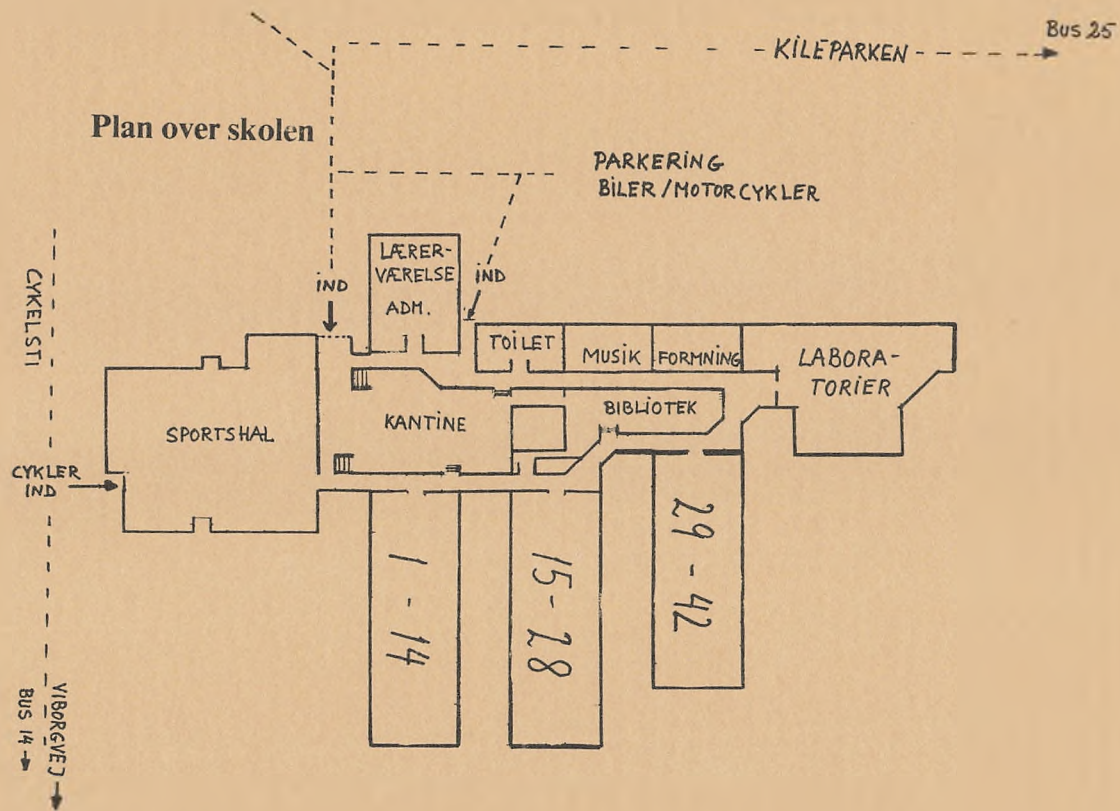 Bus 25
KILEPARKEN
Plan over skolen
PARKERING
BILER/MOTORCYKLER
LÆRER-
VÆRELSE
ADM.
IND
IND
CYKELSTI
TOILET
MUSIK
FORMNING
LABORA-
TORIER
BIBLIOTEK
KANTINE
SPORTSHAL
CYKLER
IND
1 - 14
15 - 28
29 - 42
VIBORGVEJ
BUS 14